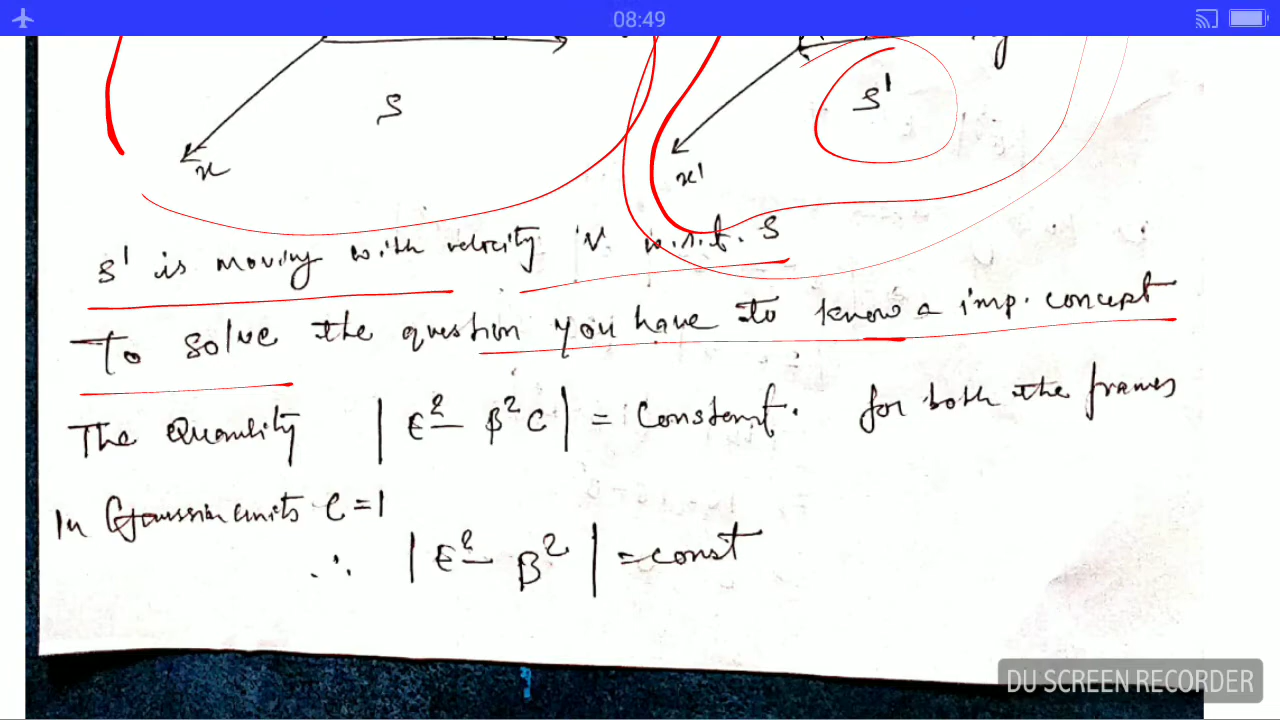 08:49
S
S'
x
x'
S' is moving with velocity v w.r.t. S
To solve the question you have to know a imp. concept
The Quantity | E² - B²C | = Constant. for both the frames
In Gaussian units C = 1
∴ | E² - B² | = const
DU SCREEN RECORDER